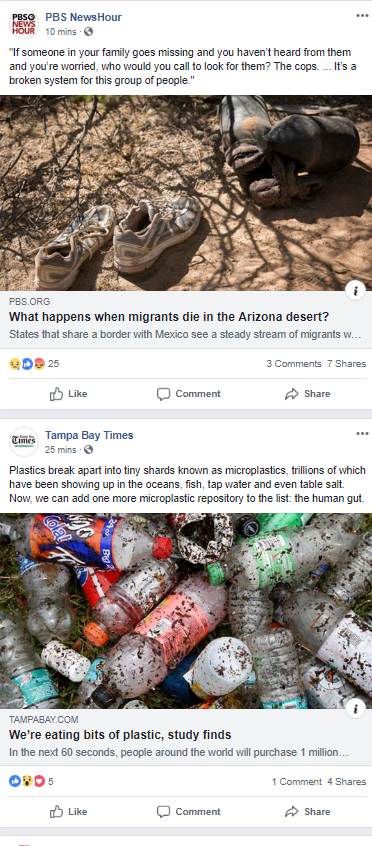 PBS
NEWS
HOUR
PBS NewsHour
10 mins ·
"If someone in your family goes missing and you haven't heard from them
and you're worried, who would you call to look for them? The cops. ... It's a
broken system for this group of people."
i
PBS.ORG
What happens when migrants die in the Arizona desert?
States that share a border with Mexico see a steady stream of migrants w...
25
3 Comments 7 Shares
Like Comment Share
Times
Tampa Bay Times
25 mins ·
Plastics break apart into tiny shards known as microplastics, trillions of which
have been showing up in the oceans, fish, tap water and even table salt.
Now, we can add one more microplastic repository to the list: the human gut.
i
TAMPABAY.COM
We're eating bits of plastic, study finds
In the next 60 seconds, people around the world will purchase 1 million...
5
1 Comment 4 Shares
Like Comment Share